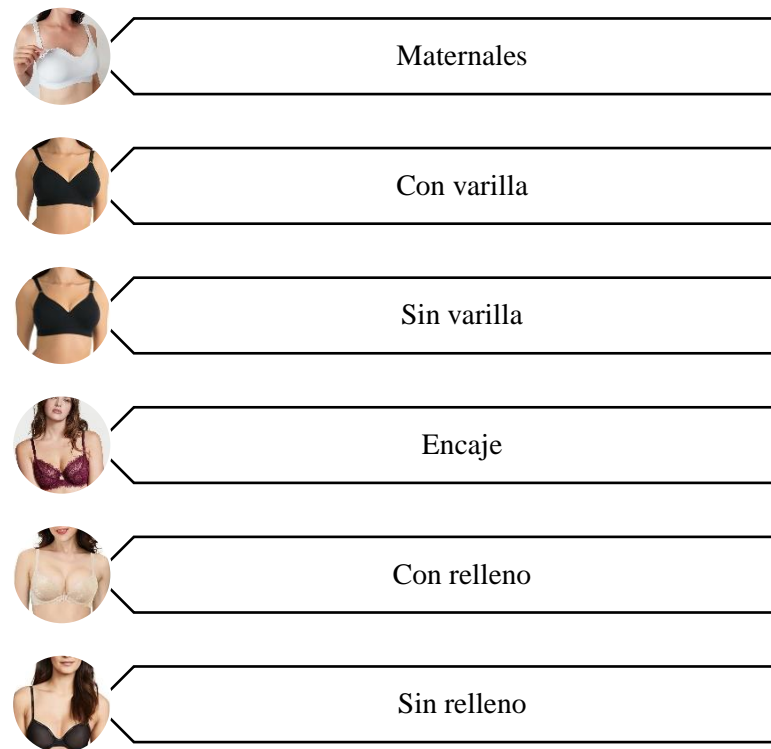 Maternales
Con varilla
Sin varilla
Encaje
Con relleno
Sin relleno